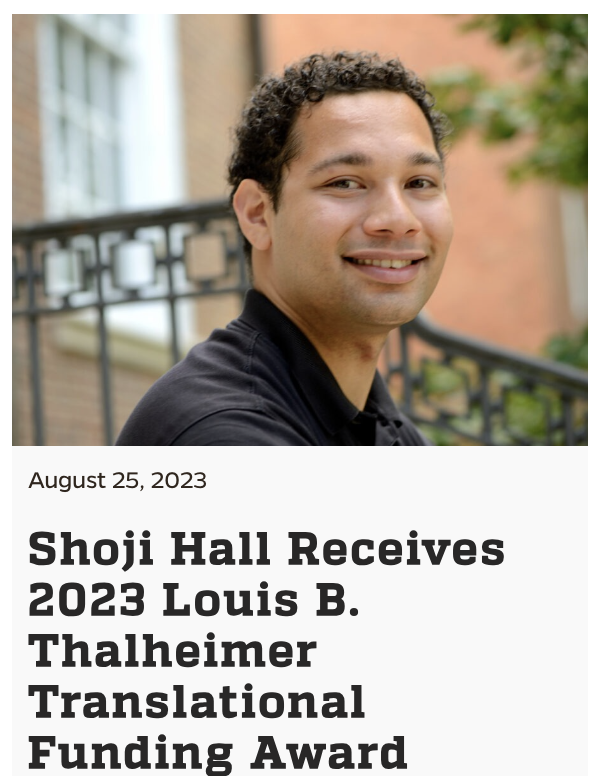 August 25, 2023
Shoji Hall Receives
2023 Louis B.
Thalheimer
Translational
Funding Award